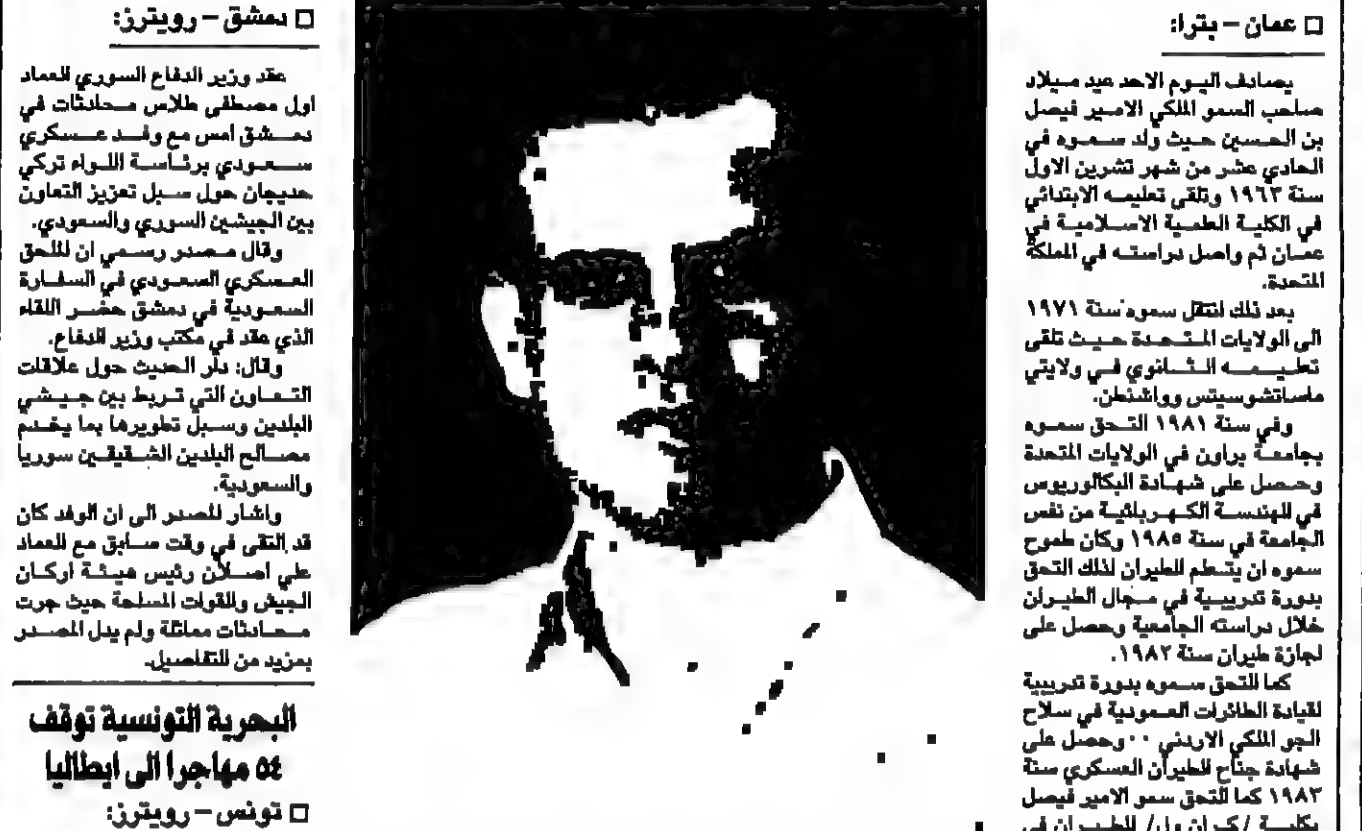 □ عمان – بترا:
يصادف اليوم الاحد عيد ميلاد
صاحب السمو الملكي الامير فيصل
بن الحسين حيث ولد سموه في
الحادي عشر من شهر تشرين الاول
سنة ١٩٦٣ وتلقى تعليمه الابتدائي
في الكلية العلمية الاسلامية في
عمان ثم واصل دراسته في المملكة
المتحدة.
بعد ذلك انتقل سموه سنة ١٩٧١
الى الولايات المتحدة حيث تلقى
تعليمه الثانوي في ولايتي
ماساتشوسيتس وواشنطن.
وفي سنة ١٩٨١ التحق سموه
بجامعة براون في الولايات المتحدة
وحصل على شهادة البكالوريوس
في الهندسة الكهربائية من نفس
الجامعة في سنة ١٩٨٥ وكان طموح
سموه ان يتعلم الطيران لذلك التحق
بدورة تدريبية في مجال الطيران
خلال دراسته الجامعية وحصل على
اجازة طيران سنة ١٩٨٢.
كما التحق سموه بدورة تدريبية
لقيادة الطائرات العمودية في سلاح
الجو الملكي الاردني ٠٠ وحصل على
شهادة جناح الطيران العسكري سنة
١٩٨٣ كما التحق سمو الامير فيصل
بكلية /كران ول/ للطيران في
□ دمشق – رويترز:
عقد وزير الدفاع السوري العماد
اول مصطفى طلاس محادثات في
دمشق امس مع وفد عسكري
سعودي برئاسة اللواء تركي
حديجان حول سبل تعزيز التعاون
بين الجيشين السوري والسعودي.
وقال مصدر رسمي ان الملحق
العسكري السعودي في السفارة
السعودية في دمشق حضر اللقاء
الذي عقد في مكتب وزير الدفاع.
وقال: دار الحديث حول علاقات
التعاون التي تربط بين جيشي
البلدين وسبل تطويرها بما يخدم
مصالح البلدين الشقيقين سوريا
والسعودية.
واشار المصدر الى ان الوفد كان
قد التقى في وقت سابق مع العماد
علي اصلان رئيس هيئة اركان
الجيش والقوات المسلحة حيث جرت
محادثات مماثلة ولم يدل المصدر
بمزيد من التفاصيل.
البحرية التونسية توقف
٥٤ مهاجرا الى ايطاليا
□ تونس – رويترز: